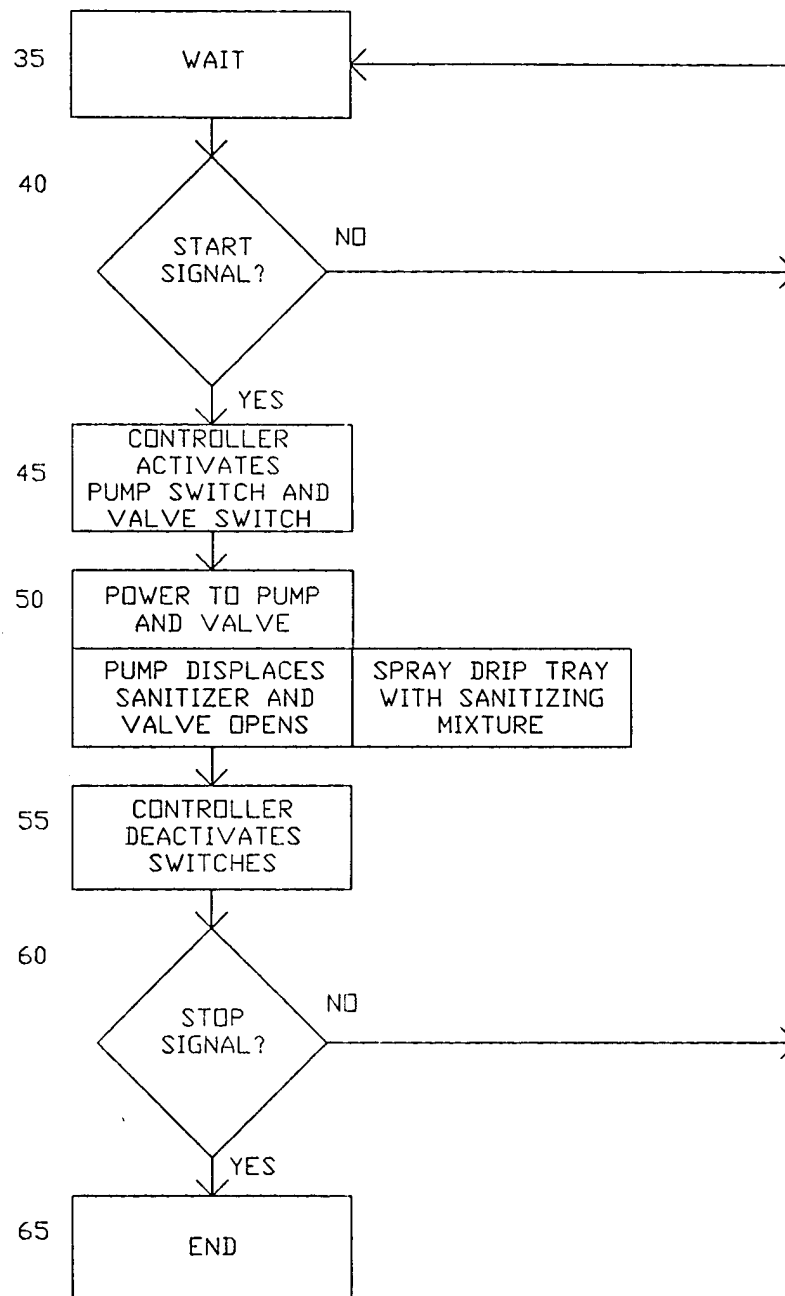 35
WAIT
40
START
SIGNAL?
NO
YES
45
CONTROLLER
ACTIVATES
PUMP SWITCH AND
VALVE SWITCH
50
POWER TO PUMP
AND VALVE
PUMP DISPLACES
SANITIZER AND
VALVE OPENS
SPRAY DRIP TRAY
WITH SANITIZING
MIXTURE
55
CONTROLLER
DEACTIVATES
SWITCHES
60
STOP
SIGNAL?
NO
YES
65
END